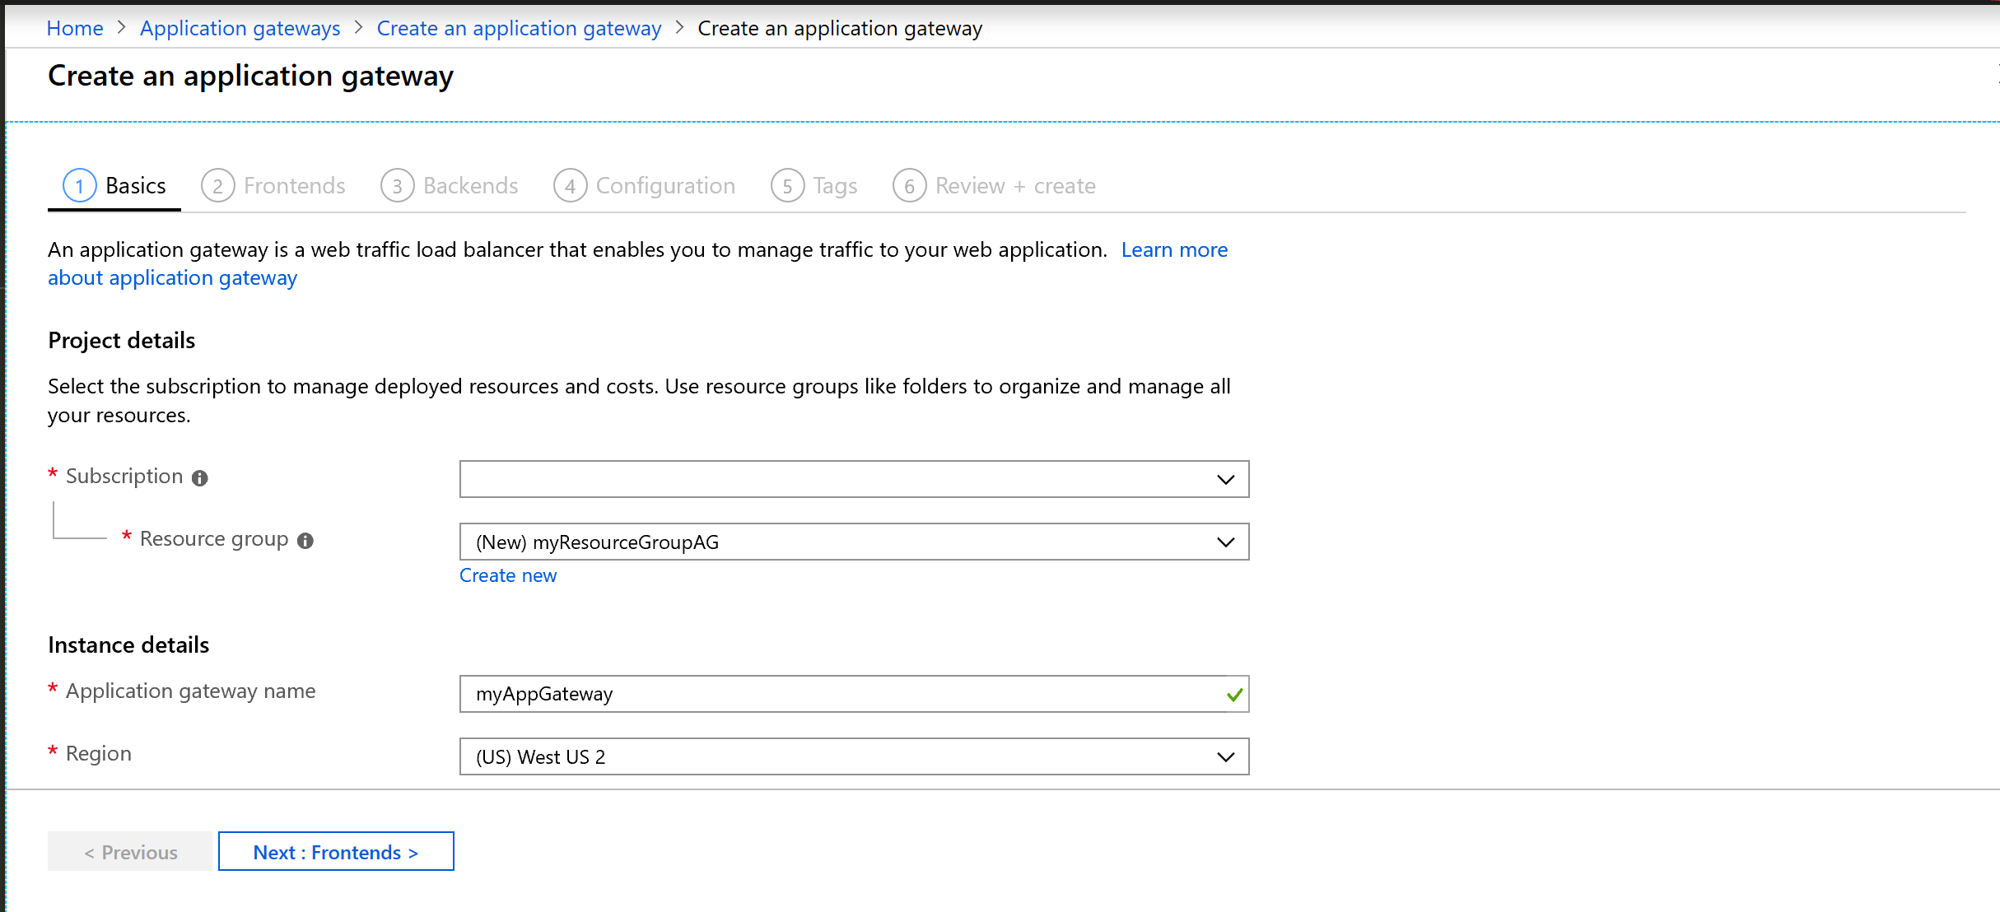 Home > Application gateways > Create an application gateway > Create an application gateway
Create an application gateway
1 Basics 2 Frontends 3 Backends 4 Configuration 5 Tags 6 Review + create
An application gateway is a web traffic load balancer that enables you to manage traffic to your web application. Learn more
about application gateway
Project details
Select the subscription to manage deployed resources and costs. Use resource groups like folders to organize and manage all
your resources.
* Subscription
* Resource group (New) myResourceGroupAG
Create new
Instance details
* Application gateway name myAppGateway
* Region (US) West US 2
< Previous Next : Frontends >